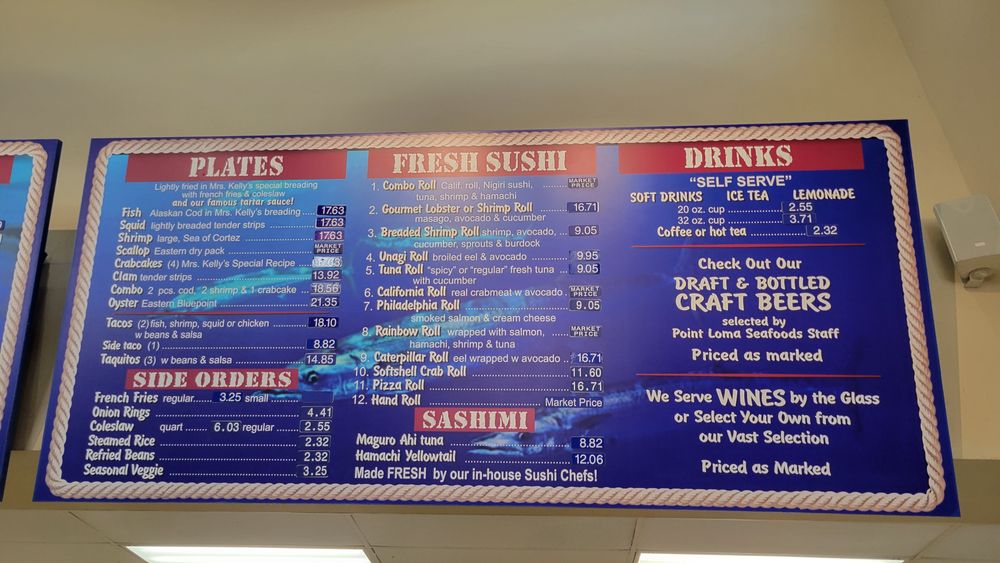 PLATES
Lightly fried in Mrs. Kelly's special breading
with french fries & coleslaw
and our famous tartar sauce!
Fish Alaskan Cod in Mrs. Kelly's breading .... 17.63
Squid lightly breaded tender strips .......... 17.63
Shrimp large, Sea of Cortez .......... 17.63
Scallop Eastern dry pack .......... MARKET PRICE
Crabcakes (4) Mrs. Kelly's Special Recipe ....
Clam tender strips .......... 13.92
Combo 2 pcs. cod, 2 shrimp & 1 crabcake ... 18.56
Oyster Eastern Bluepoint .......... 21.35
Tacos (2) fish, shrimp, squid or chicken .......... 18.10
w beans & salsa
Side taco (1) .......... 8.82
Taquitos (3) w beans & salsa .......... 14.85
SIDE ORDERS
French Fries regular...... 3.25 small ..........
Onion Rings .......... 4.41
Coleslaw quart ..... 6.03 regular ..... 2.55
Steamed Rice .......... 2.32
Refried Beans .......... 2.32
Seasonal Veggie .......... 3.25
FRESH SUSHI
1. Combo Roll Calif. roll, Nigiri sushi, ....... MARKET PRICE
tuna, shrimp & hamachi
2. Gourmet Lobster or Shrimp Roll ....... 16.71
masago, avocado & cucumber
3. Breaded Shrimp Roll shrimp, avocado, ... 9.05
cucumber, sprouts & burdock
4. Unagi Roll broiled eel & avocado .......... 9.95
5. Tuna Roll "spicy" or "regular" fresh tuna ... 9.05
with cucumber
6. California Roll real crabmeat w avocado . MARKET PRICE
7. Philadelphia Roll .......... 9.05
smoked salmon & cream cheese
8. Rainbow Roll wrapped with salmon, ....... MARKET PRICE
hamachi, shrimp & tuna
9. Caterpillar Roll eel wrapped w avocado .. 16.71
10. Softshell Crab Roll .......... 11.60
11. Pizza Roll .......... 16.71
12. Hand Roll .......... Market Price
SASHIMI
Maguro Ahi tuna .......... 8.82
Hamachi Yellowtail .......... 12.06
Made FRESH by our in-house Sushi Chefs!
DRINKS
"SELF SERVE"
SOFT DRINKS ICE TEA LEMONADE
20 oz. cup .......... 2.55
32 oz. cup .......... 3.71
Coffee or hot tea .......... 2.32
Check Out Our
DRAFT & BOTTLED
CRAFT BEERS
selected by
Point Loma Seafoods Staff
Priced as marked
We Serve WINES by the Glass
or Select Your Own from
our Vast Selection
Priced as Marked